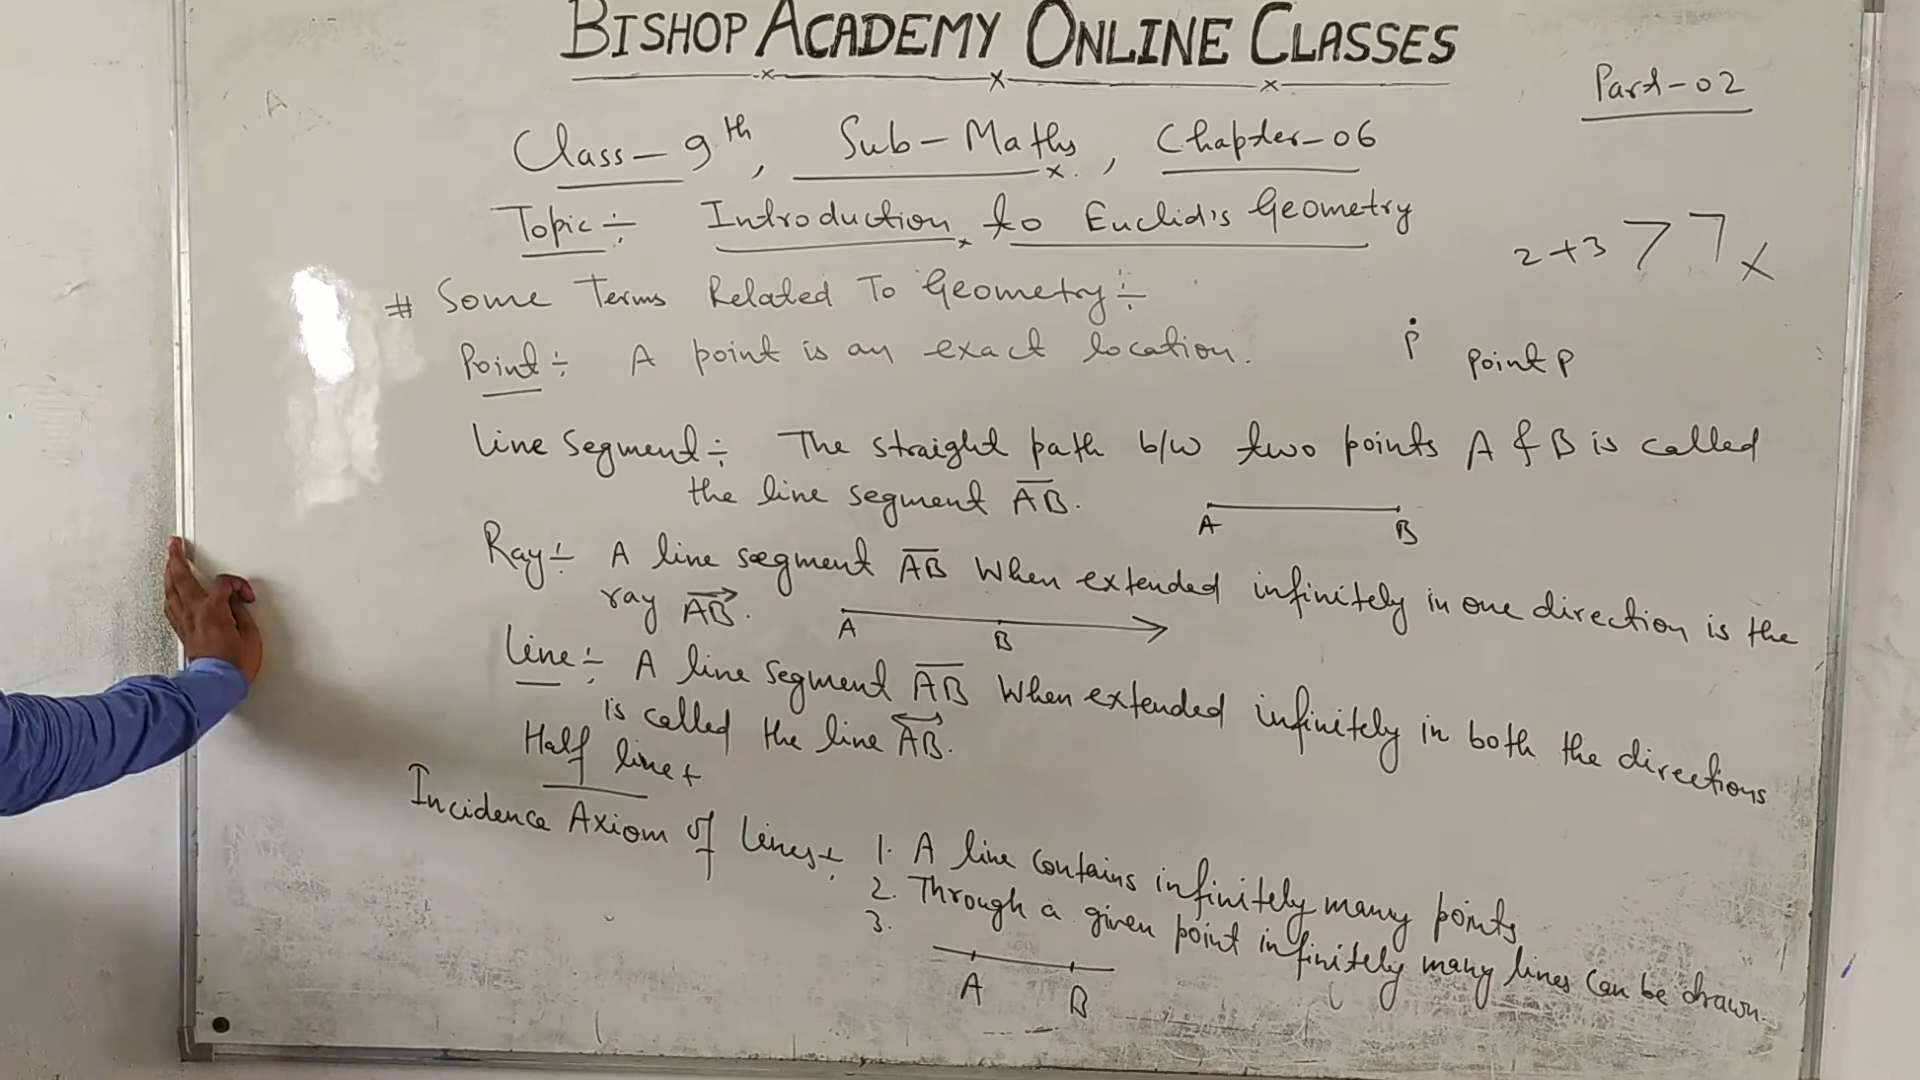 BISHOP ACADEMY ONLINE CLASSES
Part-02
Class-9th, Sub-Maths, Chapter-06
Topic÷ Introduction to Euclid's Geometry
2+3 7 7 x
# Some Terms Related To Geometry÷
Point÷ A point is an exact location.
P Point P
Line Segment÷ The straight path b/w two points A & B is called
the line segment A̅B̅.
A B
Ray÷ A line segment A̅B̅ When extended infinitely in one direction is the
ray AB⃗.
A B
Line÷ A line segment A̅B̅ When extended infinitely in both the directions
is called the line AB⃡.
Half line÷
Incidence Axiom of Lines÷ 1. A line contains infinitely many points
2. Through a given point infinitely many lines can be drawn.
3.
A B